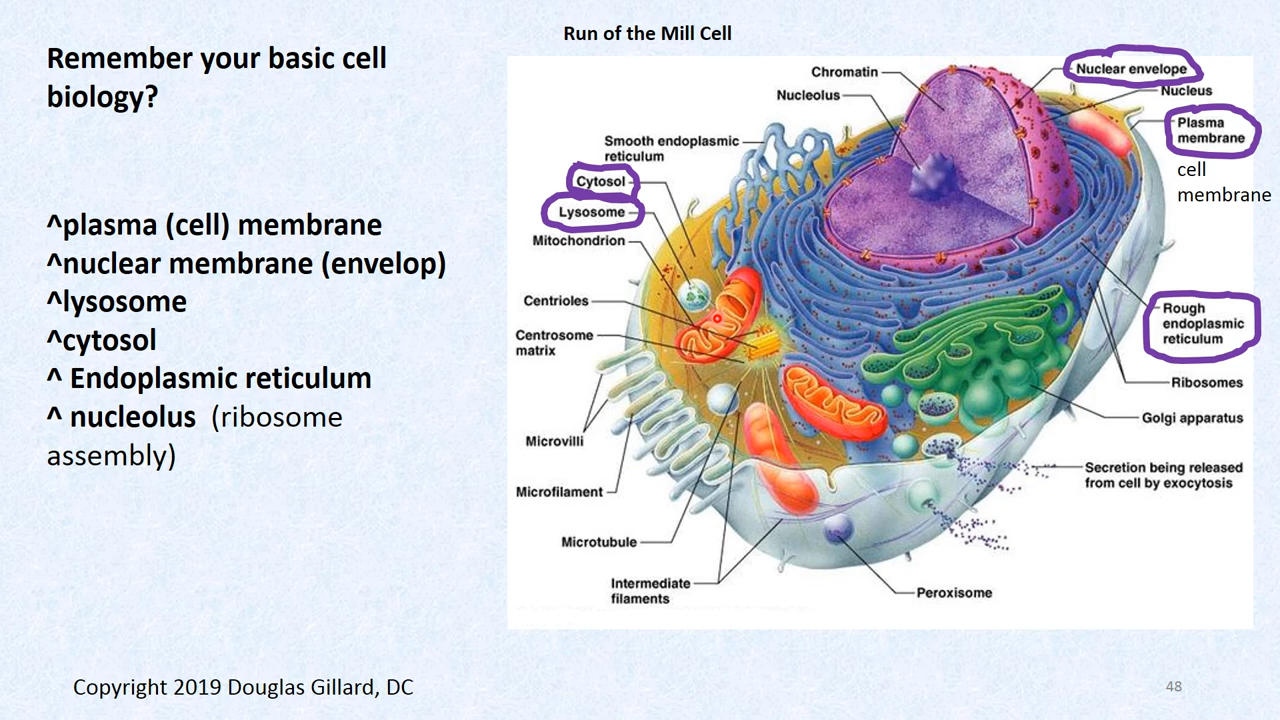 Run of the Mill Cell
Remember your basic cell
biology?
^plasma (cell) membrane
^nuclear membrane (envelop)
^lysosome
^cytosol
^ Endoplasmic reticulum
^ nucleolus (ribosome
assembly)
Chromatin
Nucleolus
Smooth endoplasmic
reticulum
Cytosol
Lysosome
Mitochondrion
Centrioles
Centrosome
matrix
Microvilli
Microfilament
Microtubule
Intermediate
filaments
Nuclear envelope
Nucleus
Plasma
membrane
cell
membrane
Rough
endoplasmic
reticulum
Ribosomes
Golgi apparatus
Secretion being released
from cell by exocytosis
Peroxisome
Copyright 2019 Douglas Gillard, DC
48